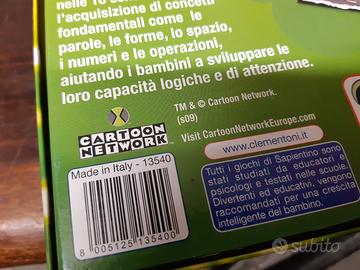 l'acquisizione di concetti
fondamentali come le
parole, le forme, lo spazio,
i numeri e le operazioni,
aiutando i bambini a sviluppare le
loro capacità logiche e di attenzione.
TM & © Cartoon Network.
(s09)
Visit CartoonNetworkEurope.com
CARTOON
NETWORK
™
www.clementoni.it
Made in Italy - 13540
8 005125 135400
Tutti i giochi di Sapientino sono
stati studiati da educatori e
psicologi e testati nelle scuole.
Divertenti ed educativi, vengono
raccomandati per una crescita
intelligente del bambino.
subito